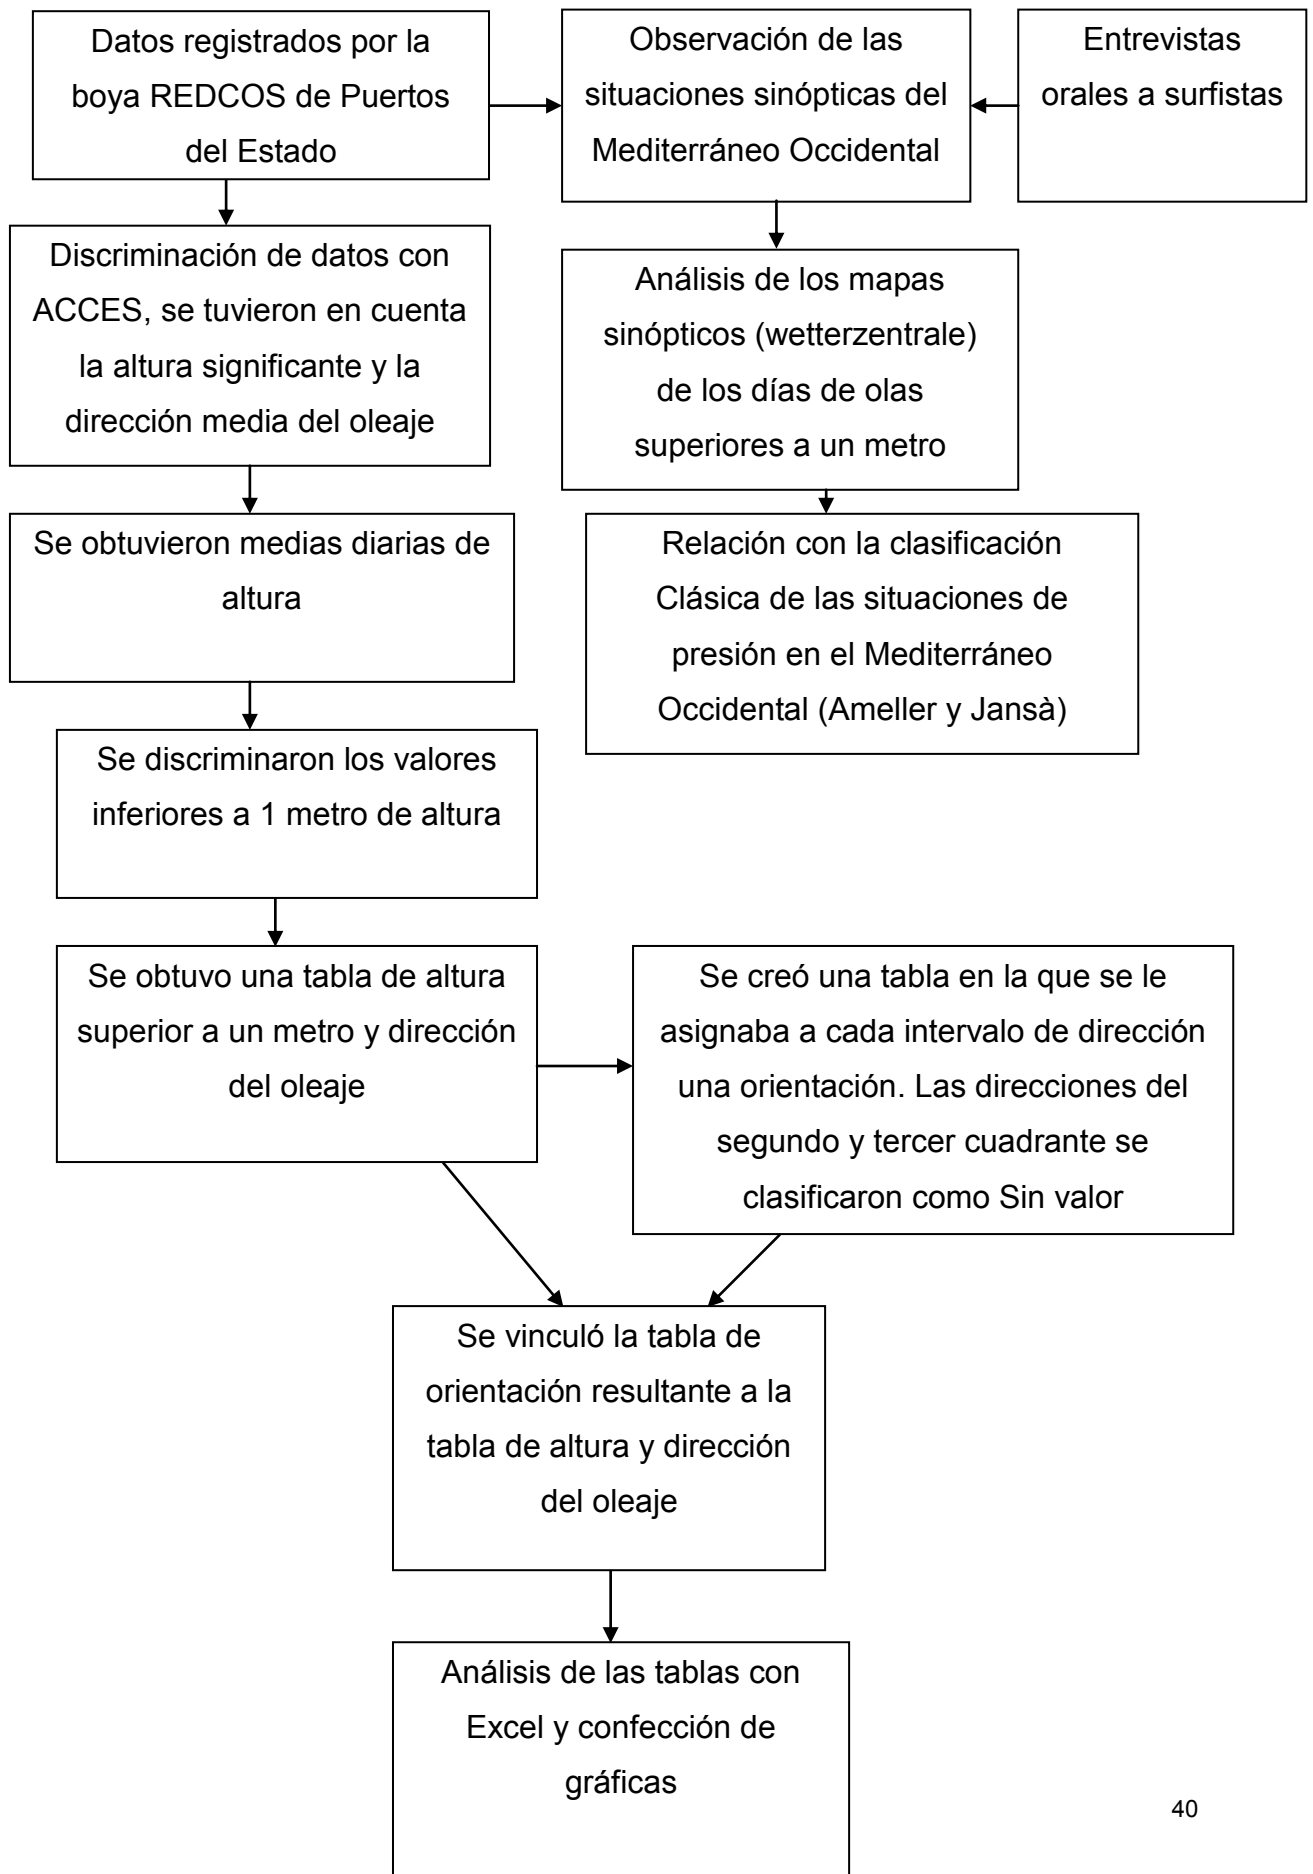 Datos registrados por la
boya REDCOS de Puertos
del Estado
Observación de las
situaciones sinópticas del
Mediterráneo Occidental
Entrevistas
orales a surfistas
Discriminación de datos con
ACCES, se tuvieron en cuenta
la altura significante y la
dirección media del oleaje
Análisis de los mapas
sinópticos (wetterzentrale)
de los días de olas
superiores a un metro
Se obtuvieron medias diarias de
altura
Relación con la clasificación
Clásica de las situaciones de
presión en el Mediterráneo
Occidental (Ameller y Jansà)
Se discriminaron los valores
inferiores a 1 metro de altura
Se obtuvo una tabla de altura
superior a un metro y dirección
del oleaje
Se creó una tabla en la que se le
asignaba a cada intervalo de dirección
una orientación. Las direcciones del
segundo y tercer cuadrante se
clasificaron como Sin valor
Se vinculó la tabla de
orientación resultante a la
tabla de altura y dirección
del oleaje
Análisis de las tablas con
Excel y confección de
gráficas
40